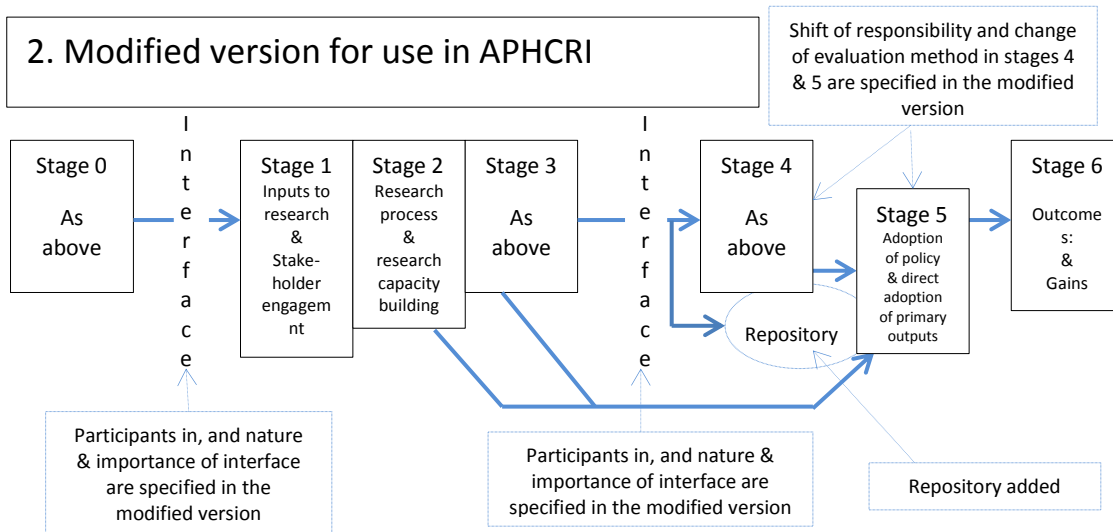 2. Modified version for use in APHCRI
Shift of responsibility and change
of evaluation method in stages 4
& 5 are specified in the modified
version
Stage 0
As
above
I
n
t
e
r
f
a
c
e
Stage 1
Inputs to
research
&
Stake-
holder
engagem
nt
Stage 2
Research
process
&
research
capacity
building
Stage 3
As
above
I
n
t
e
r
f
a
c
e
Stage 4
As
above
Repository
Stage 5
Adoption
of policy
& direct
adoption
of primary
outputs
Stage 6
Outcome
s:
&
Gains
Participants in, and nature
& importance of interface
are specified in the
modified version
Participants in, and nature &
importance of interface are
specified in the modified version
Repository added